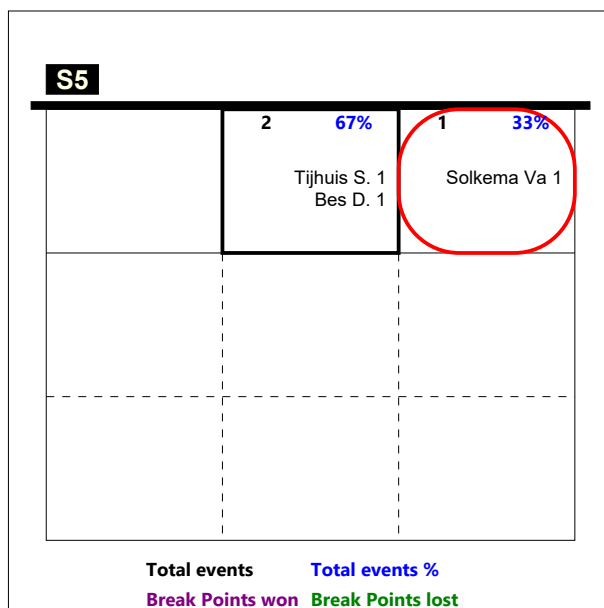 S5
2 67% 1 33%
Tijhuis S. 1 Solkema Va 1
Bes D. 1
Total events Total events %
Break Points won Break Points lost